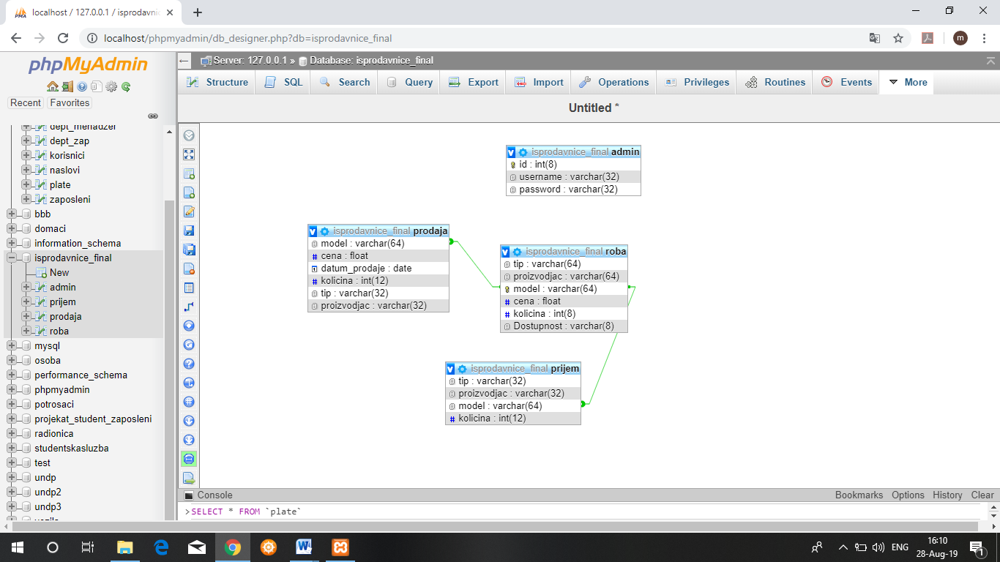 localhost / 127.0.0.1 / isprodavnic
localhost/phpmyadmin/db_designer.php?db=isprodavnice_final
m
phpMyAdmin
Recent Favorites
dept_menadzer
dept_zap
korisnici
naslovi
plate
zaposleni
bbb
domaci
information_schema
isprodavnice_final
New
admin
prijem
prodaja
roba
mysql
osoba
performance_schema
phpmyadmin
potrosaci
projekat_student_zaposleni
radionica
studentskasluzba
test
undp
undp2
undp3
Server: 127.0.0.1 » Database: isprodavnice_final
Structure SQL Search Query Export Import Operations Privileges Routines Events More
Untitled *
isprodavnice_final admin
id : int(8)
username : varchar(32)
password : varchar(32)
isprodavnice_final prodaja
model : varchar(64)
cena : float
datum_prodaje : date
kolicina : int(12)
tip : varchar(32)
proizvodjac : varchar(32)
isprodavnice_final roba
tip : varchar(64)
proizvodjac : varchar(64)
model : varchar(64)
cena : float
kolicina : int(8)
Dostupnost : varchar(8)
isprodavnice_final prijem
tip : varchar(32)
proizvodjac : varchar(32)
model : varchar(64)
kolicina : int(12)
Console Bookmarks Options History Clear
>SELECT * FROM `plate`
ENG
16:10
28-Aug-19
1